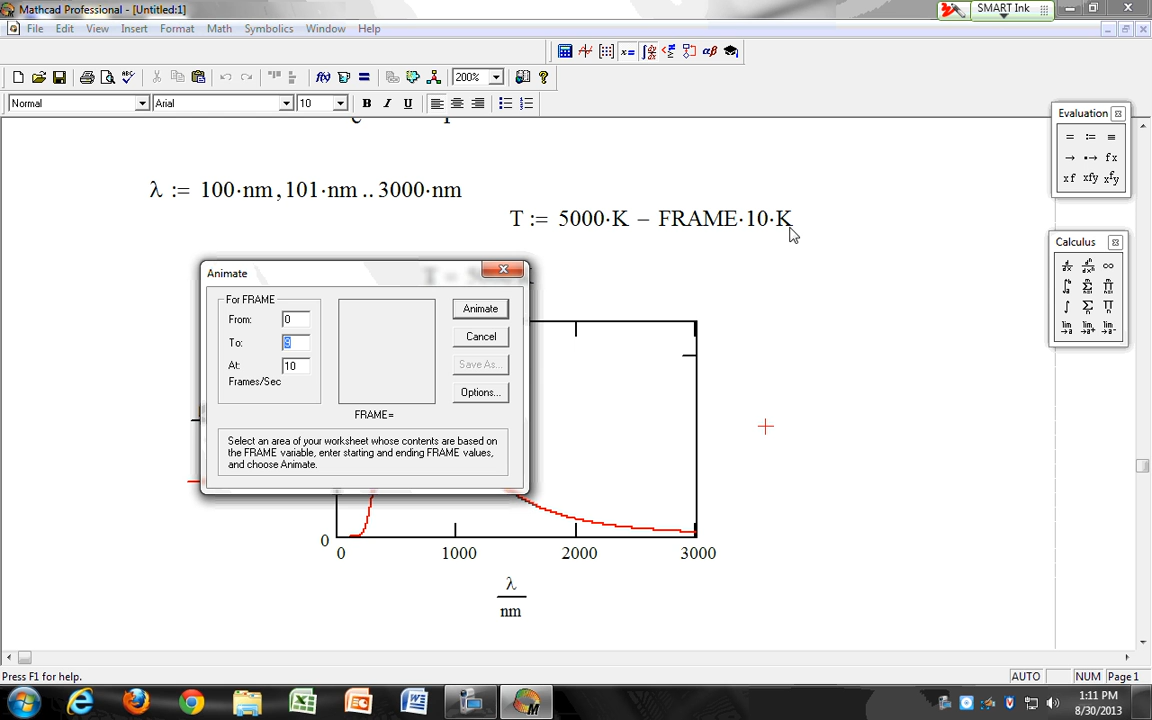 Mathcad Professional - [Untitled:1]
SMART Ink
File Edit View Insert Format Math Symbolics Window Help
200%
Normal Arial 10 B I U
Evaluation
λ := 100·nm , 101·nm .. 3000·nm
T := 5000·K − FRAME·10·K
Calculus
Animate
For FRAME
From: 0
To: 9
At: 10
Frames/Sec
Animate
Cancel
Save As...
Options...
FRAME=
Select an area of your worksheet whose contents are based on
the FRAME variable, enter starting and ending FRAME values,
and choose Animate.
0
0 1000 2000 3000
λ
nm
Press F1 for help.
AUTO NUM Page 1
1:11 PM
8/30/2013